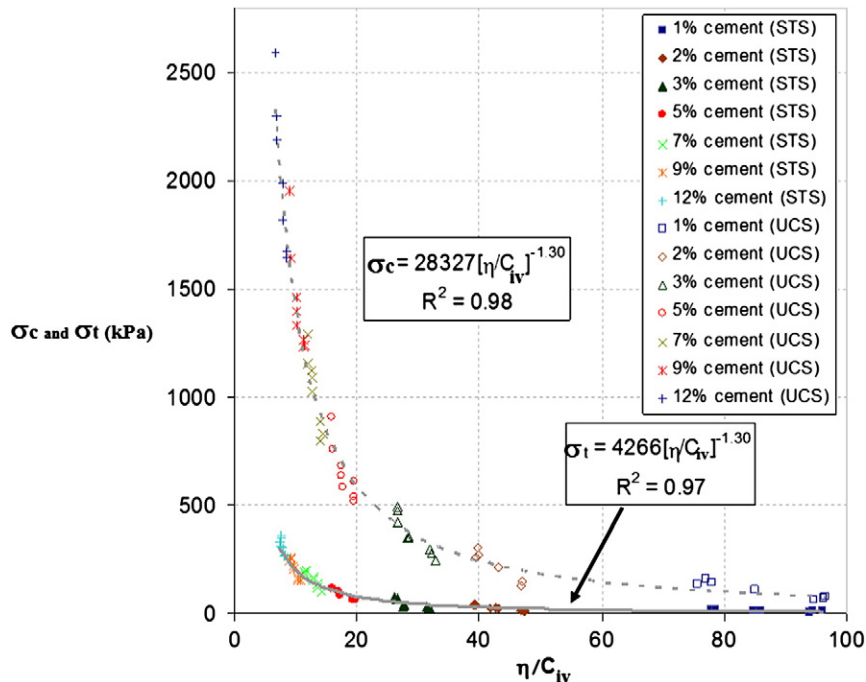 2500
2000
1500
1000
500
0
σc and σt (kPa)
0 20 40 60 80 100
η/C_iv
1% cement (STS)
2% cement (STS)
3% cement (STS)
5% cement (STS)
7% cement (STS)
9% cement (STS)
12% cement (STS)
1% cement (UCS)
2% cement (UCS)
3% cement (UCS)
5% cement (UCS)
7% cement (UCS)
9% cement (UCS)
12% cement (UCS)
σc = 28327[η/C_iv]^-1.30
R² = 0.98
σt = 4266[η/C_iv]^-1.30
R² = 0.97